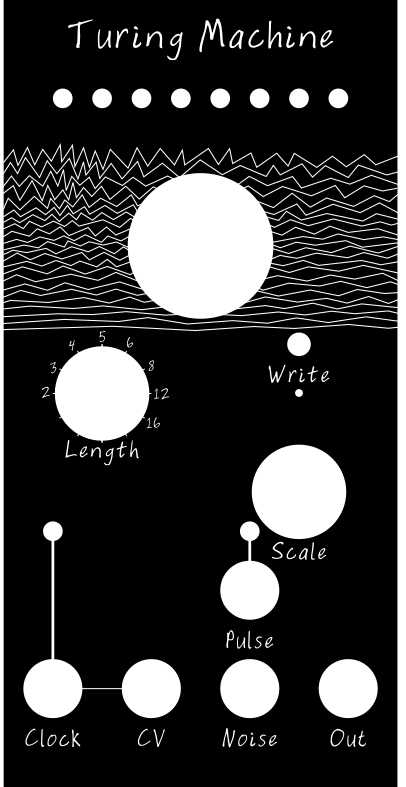 Turing Machine
5
4 6
3 8
2 12
16
Write
Length
Scale
Pulse
Clock CV Noise Out